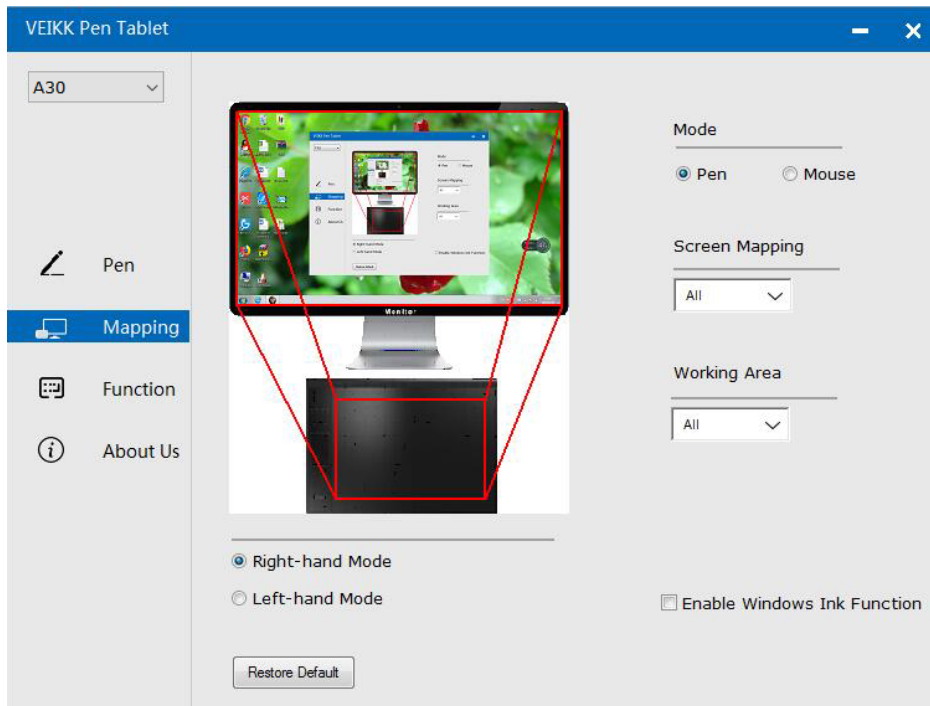 VEIKK Pen Tablet
A30
Pen
Mapping
Function
About Us
Monitor
Right-hand Mode
Left-hand Mode
Restore Default
Mode
Pen
Mouse
Screen Mapping
All
Working Area
All
Enable Windows Ink Function